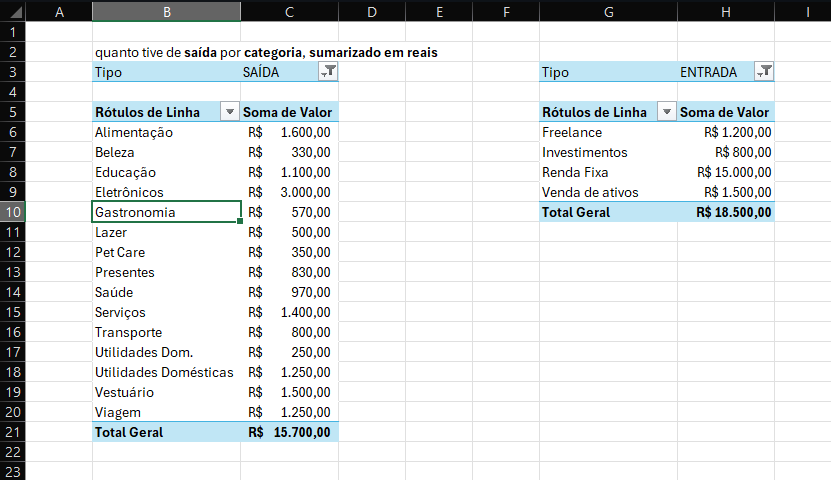 A B C D E F G H I
1
2 quanto tive de saída por categoria, sumarizado em reais
3 Tipo SAÍDA Tipo ENTRADA
4
5 Rótulos de Linha Soma de Valor Rótulos de Linha Soma de Valor
6 Alimentação R$ 1.600,00 Freelance R$ 1.200,00
7 Beleza R$ 330,00 Investimentos R$ 800,00
8 Educação R$ 1.100,00 Renda Fixa R$ 15.000,00
9 Eletrônicos R$ 3.000,00 Venda de ativos R$ 1.500,00
10 Gastronomia R$ 570,00 Total Geral R$ 18.500,00
11 Lazer R$ 500,00
12 Pet Care R$ 350,00
13 Presentes R$ 830,00
14 Saúde R$ 970,00
15 Serviços R$ 1.400,00
16 Transporte R$ 800,00
17 Utilidades Dom. R$ 250,00
18 Utilidades Domésticas R$ 1.250,00
19 Vestuário R$ 1.500,00
20 Viagem R$ 1.250,00
21 Total Geral R$ 15.700,00
22
23